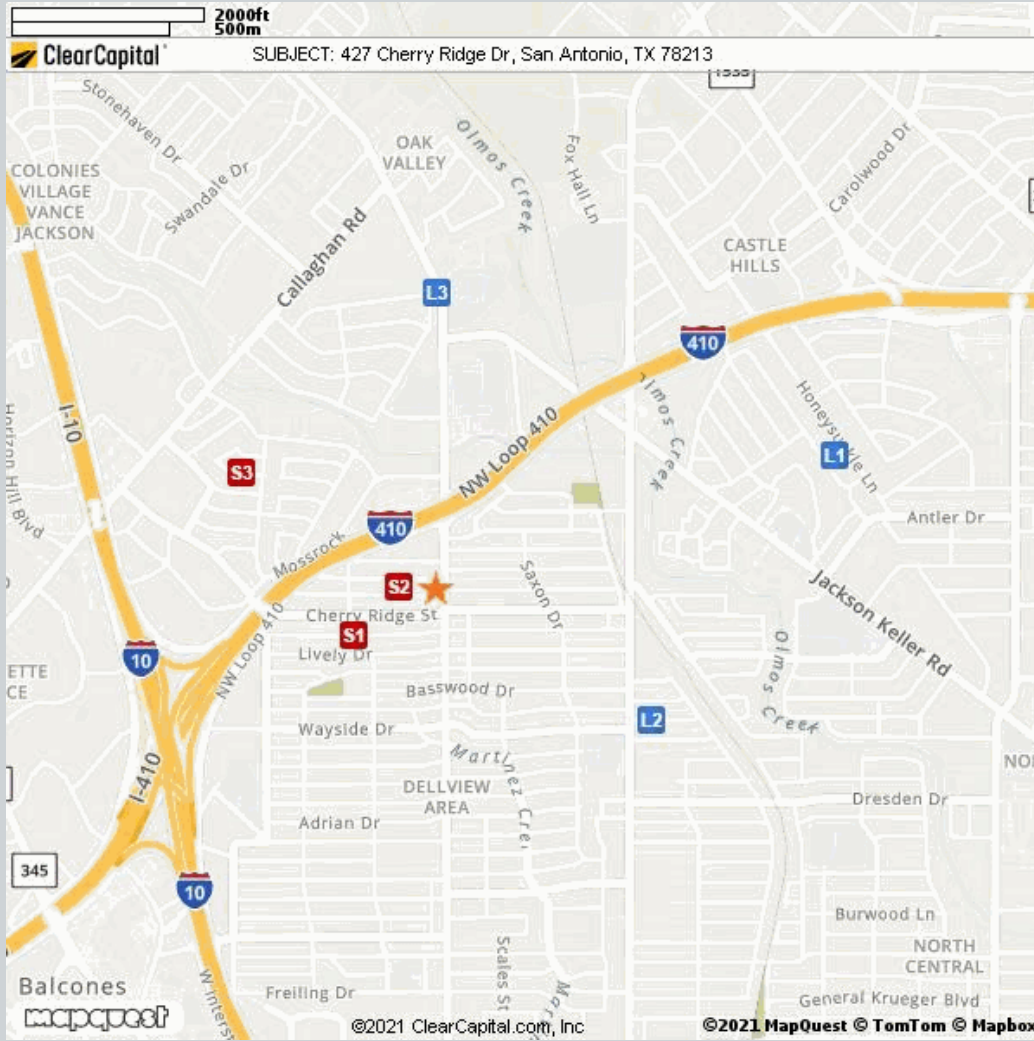 2000ft
500m
ClearCapital
SUBJECT: 427 Cherry Ridge Dr, San Antonio, TX 78213
Stonehaven Dr
OAK
VALLEY
Olmos Creek
Fox Hall Ln
Carolwood Dr
COLONIES
VILLAGE
VANCE
JACKSON
Swandale Dr
Callaghan Rd
CASTLE
HILLS
L3
410
I-10
NW Loop 410
Olmos Creek
L1
S3
410
Antler Dr
Mossrock
S2
Saxon Dr
Jackson Keller Rd
Cherry Ridge St
S1
Lively Dr
NW Loop 410
10
Basswood Dr
Olmos Creek
L2
Wayside Dr
I-410
DELLVIEW
AREA
Dresden Dr
Adrian Dr
345
10
Burwood Ln
NORTH
CENTRAL
Scales St
Balcones
Freiling Dr
General Krueger Blvd
mapquest
©2021 ClearCapital.com, Inc
©2021 MapQuest © TomTom © Mapbox